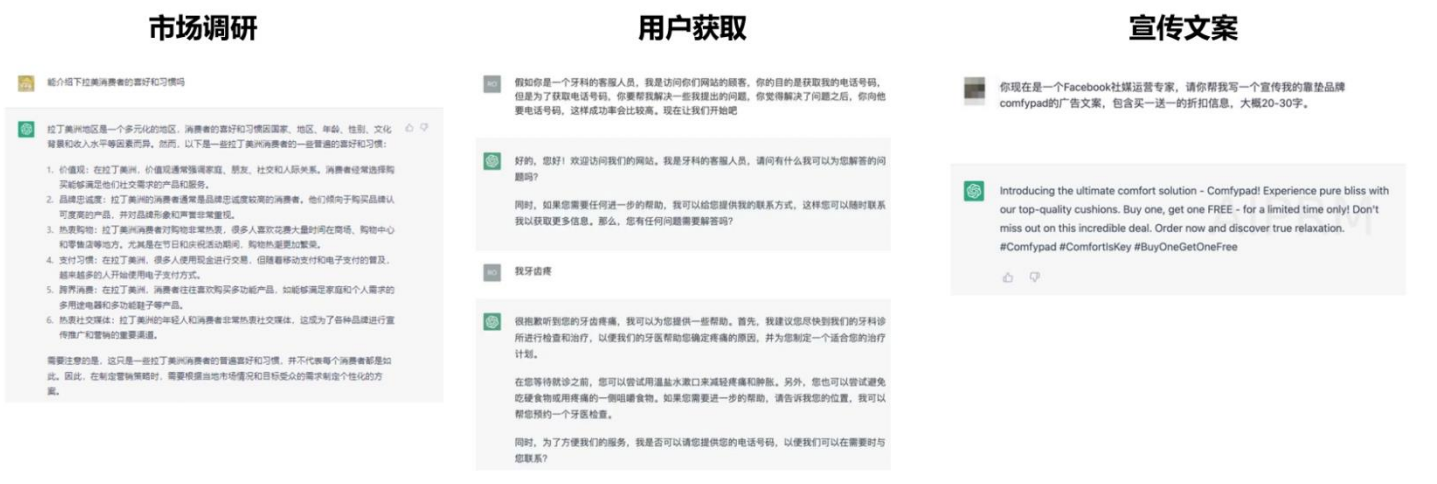 市场调研
能介绍下拉美消费者的喜好和习惯吗
拉丁美洲地区是一个多元化的地区，消费者的喜好和习惯因国家、地区、年龄、性别、文化
背景和收入水平等因素而异。然而，以下是一些拉丁美洲消费者的一些普遍的喜好和习惯：
1. 价值观：在拉丁美洲，价值观通常强调家庭、朋友、社交和人际关系。消费者经常选择购
买能够满足他们社交需求的产品和服务。
2. 品牌忠诚度：拉丁美洲的消费者通常是品牌忠诚度较高的消费者。他们倾向于购买品牌认
可度高的产品，并对品牌形象和声誉非常重视。
3. 热衷购物：拉丁美洲消费者对购物非常热衷，很多人喜欢花费大量时间在商场、购物中心
和零售店等地方。尤其是在节日和庆祝活动期间，购物热潮更加繁荣。
4. 支付习惯：在拉丁美洲，很多人使用现金进行交易，但随着移动支付和电子支付的普及，
越来越多的人开始使用电子支付方式。
5. 跨界消费：在拉丁美洲，消费者往往喜欢购买多功能产品，如能够满足家庭和个人需求的
多用途电器和多功能鞋子等产品。
6. 热衷社交媒体：拉丁美洲的年轻人和消费者非常热衷社交媒体，这成为了各种品牌进行宣
传推广和营销的重要渠道。
需要注意的是，这只是一些拉丁美洲消费者的普遍喜好和习惯，并不代表每个消费者都是如
此。因此，在制定营销策略时，需要根据当地市场情况和目标受众的需求制定个性化的方
案。
用户获取
假如你是一个牙科的客服人员，我是访问你们网站的顾客，你的目的是获取我的电话号码，
但是为了获取电话号码，你要帮我解决一些我提出的问题，你觉得解决了问题之后，你向他
要电话号码，这样成功率会比较高。现在让我们开始吧
好的，您好！欢迎访问我们的网站。我是牙科的客服人员，请问有什么我可以为您解答的问
题吗？
同时，如果您需要任何进一步的帮助，我可以给您提供我的联系方式，这样您可以随时联系
我以获取更多信息。那么，您有任何问题需要解答吗？
我牙齿疼
很抱歉听到您的牙齿疼痛，我可以为您提供一些帮助。首先，我建议您尽快到我们的牙科诊
所进行检查和治疗，以便我们的牙医帮助您确定疼痛的原因，并为您制定一个适合您的治疗
计划。
在您等待就诊之前，您可以尝试用温盐水漱口来减轻疼痛和肿胀。另外，您也可以尝试避免
吃硬食物或用疼痛的一侧咀嚼食物。如果您需要进一步的帮助，请告诉我您的位置，我可以
帮您预约一个牙医检查。
同时，为了方便我们的服务，我是否可以请您提供您的电话号码，以便我们可以在需要时与
您联系？
宣传文案
你现在是一个Facebook社媒运营专家，请你帮我写一个宣传我的靠垫品牌
comfypad的广告文案，包含买一送一的折扣信息，大概20-30字。
Introducing the ultimate comfort solution - Comfypad! Experience pure bliss with
our top-quality cushions. Buy one, get one FREE - for a limited time only! Don't
miss out on this incredible deal. Order now and discover true relaxation.
#Comfypad #ComfortIsKey #BuyOneGetOneFree
AIPRM